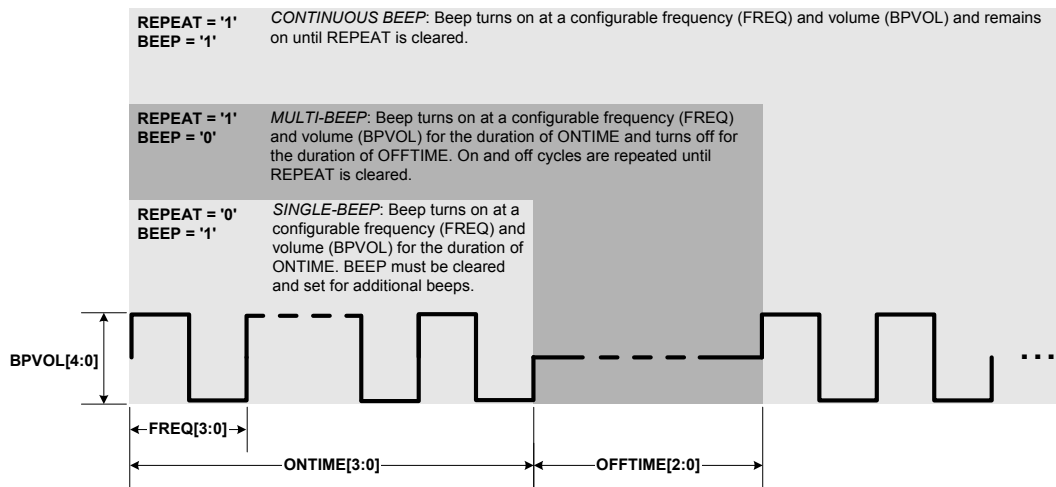 REPEAT = '1'
BEEP = '1'
CONTINUOUS BEEP: Beep turns on at a configurable frequency (FREQ) and volume (BPVOL) and remains
on until REPEAT is cleared.
REPEAT = '1'
BEEP = '0'
MULTI-BEEP: Beep turns on at a configurable frequency (FREQ)
and volume (BPVOL) for the duration of ONTIME and turns off for
the duration of OFFTIME. On and off cycles are repeated until
REPEAT is cleared.
REPEAT = '0'
BEEP = '1'
SINGLE-BEEP: Beep turns on at a
configurable frequency (FREQ) and
volume (BPVOL) for the duration of
ONTIME. BEEP must be cleared
and set for additional beeps.
BPVOL[4:0]
...
FREQ[3:0]
ONTIME[3:0]
OFFTIME[2:0]